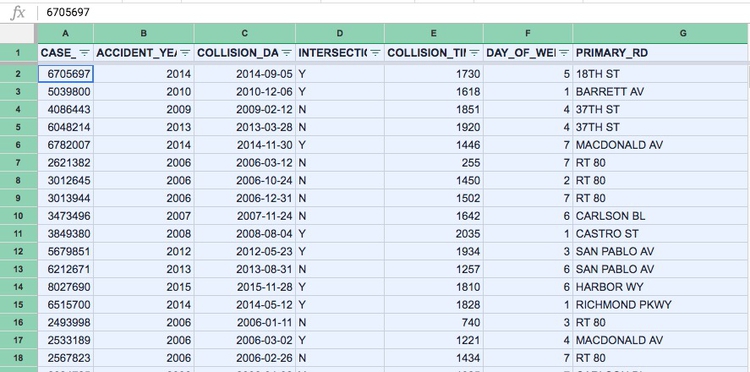 fx 6705697
A B C D E F G
1 CASE_ ACCIDENT_YEA COLLISION_DA INTERSECTIO COLLISION_TIM DAY_OF_WEE PRIMARY_RD
2 6705697 2014 2014-09-05 Y 1730 5 18TH ST
3 5039800 2010 2010-12-06 Y 1618 1 BARRETT AV
4 4086443 2009 2009-02-12 N 1851 4 37TH ST
5 6048214 2013 2013-03-28 N 1920 4 37TH ST
6 6782007 2014 2014-11-30 Y 1446 7 MACDONALD AV
7 2621382 2006 2006-03-12 N 255 7 RT 80
8 3012645 2006 2006-10-24 N 1450 2 RT 80
9 3013944 2006 2006-12-31 N 1502 7 RT 80
10 3473496 2007 2007-11-24 N 1642 6 CARLSON BL
11 3849380 2008 2008-08-04 Y 2035 1 CASTRO ST
12 5679851 2012 2012-05-23 Y 1934 3 SAN PABLO AV
13 6212671 2013 2013-08-31 N 1257 6 SAN PABLO AV
14 8027690 2015 2015-11-28 Y 1810 6 HARBOR WY
15 6515700 2014 2014-05-12 Y 1828 1 RICHMOND PKWY
16 2493998 2006 2006-01-11 N 740 3 RT 80
17 2533189 2006 2006-03-02 Y 1221 4 MACDONALD AV
18 2567823 2006 2006-02-26 N 1434 7 RT 80